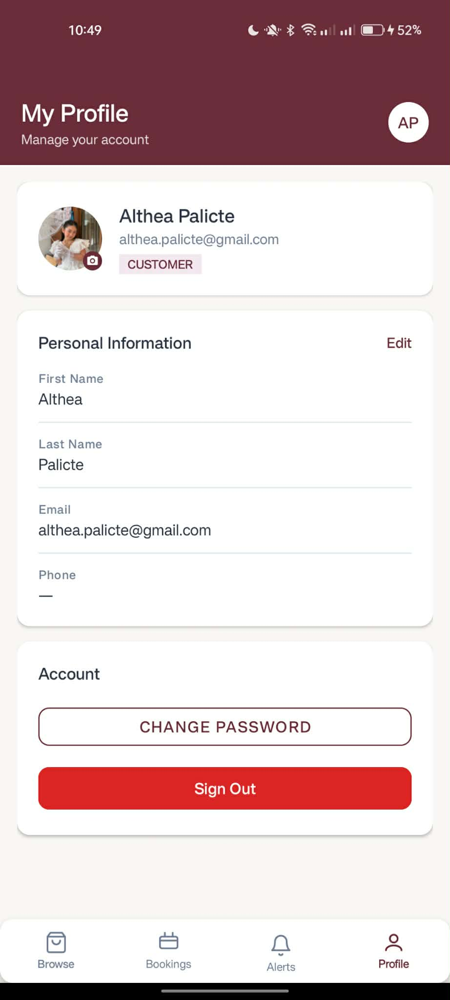 10:49
52%
My Profile
Manage your account
AP
Althea Palicte
althea.palicte@gmail.com
CUSTOMER
Personal Information
Edit
First Name
Althea
Last Name
Palicte
Email
althea.palicte@gmail.com
Phone
—
Account
CHANGE PASSWORD
Sign Out
Browse
Bookings
Alerts
Profile